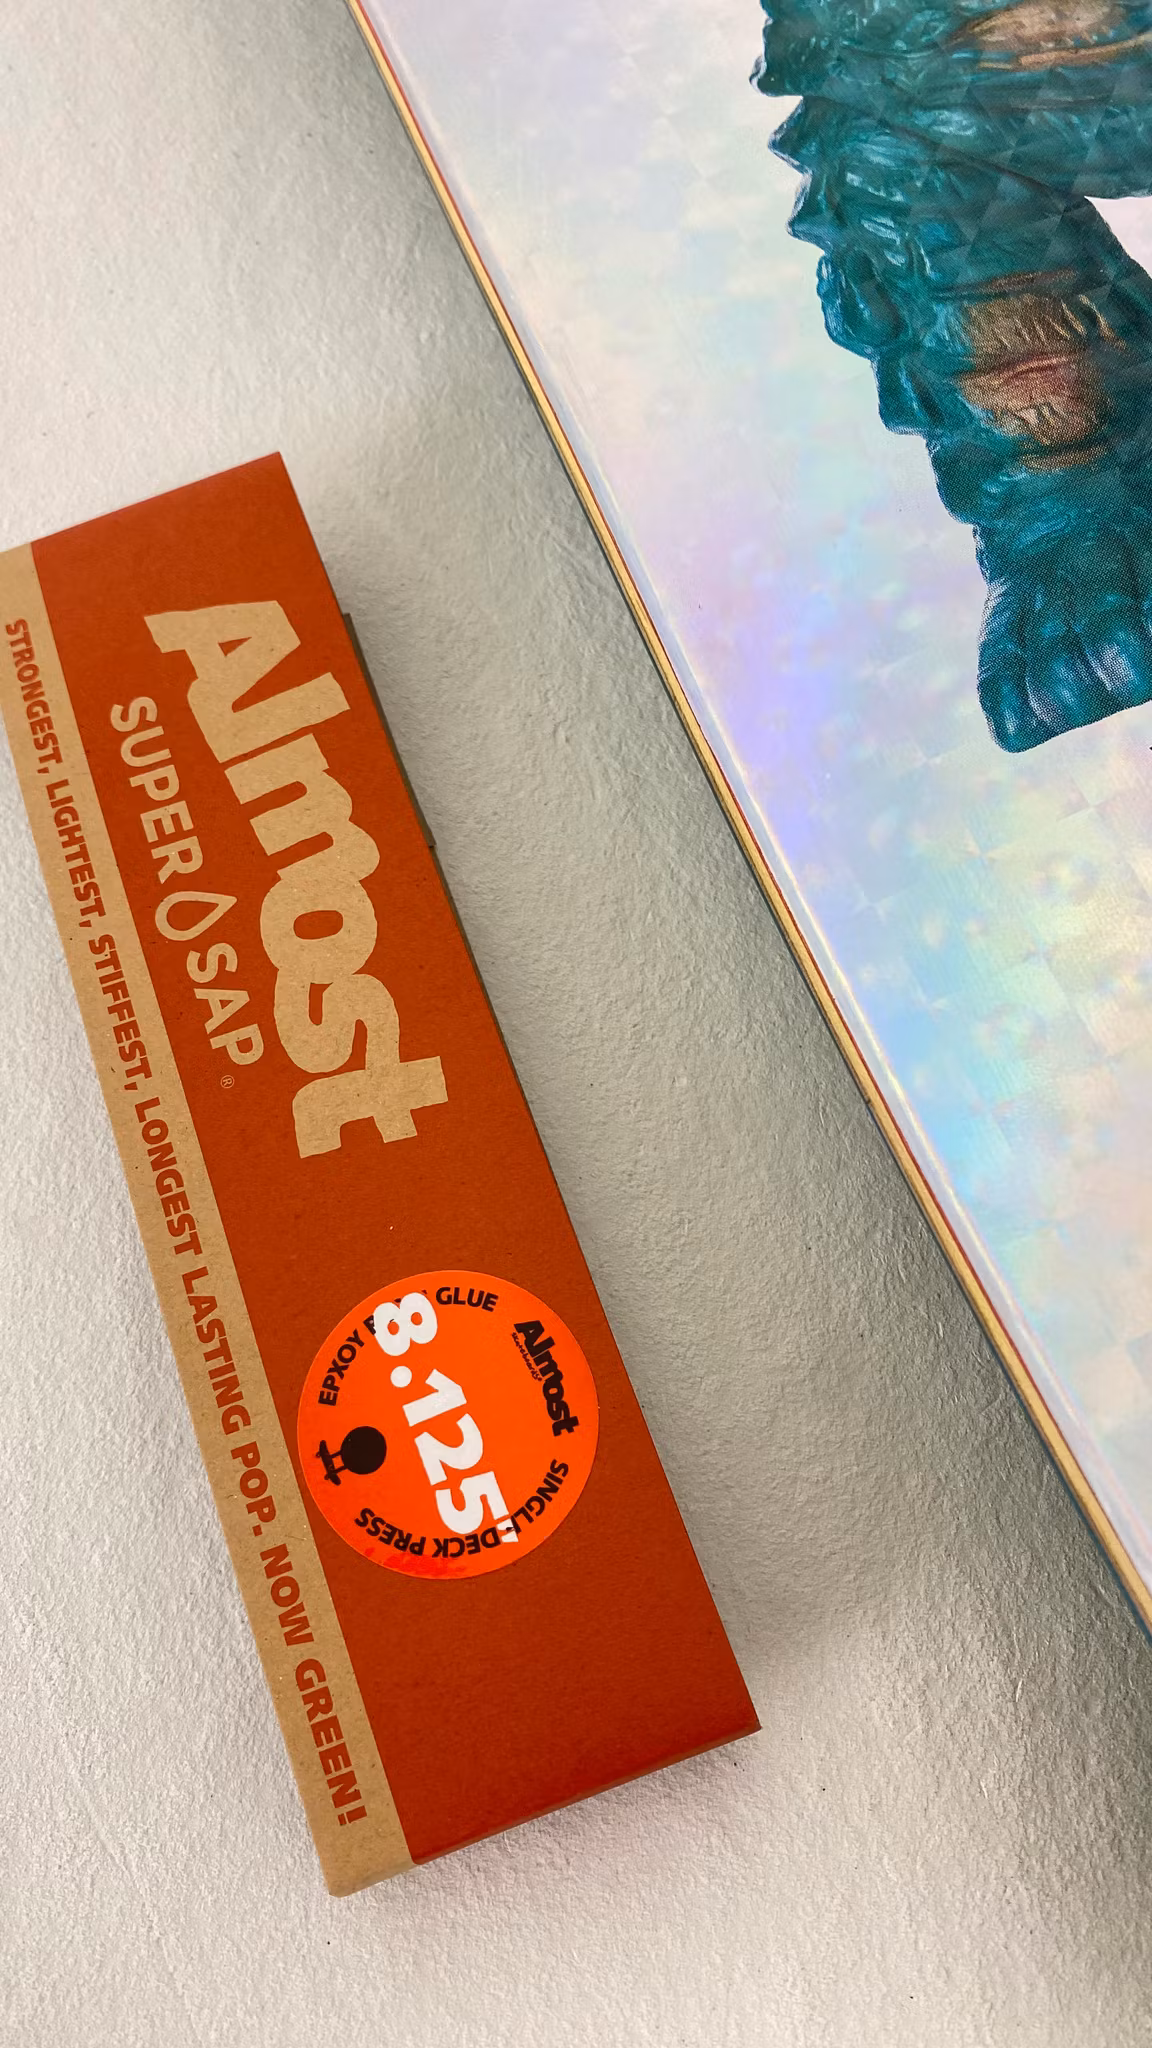 Almost
SUPER SAP®
STRONGEST, LIGHTEST, STIFFEST, LONGEST LASTING POP. NOW GREEN!
EPXOY GLUE
8.125"
Almost
SINGLE DECK PRESS